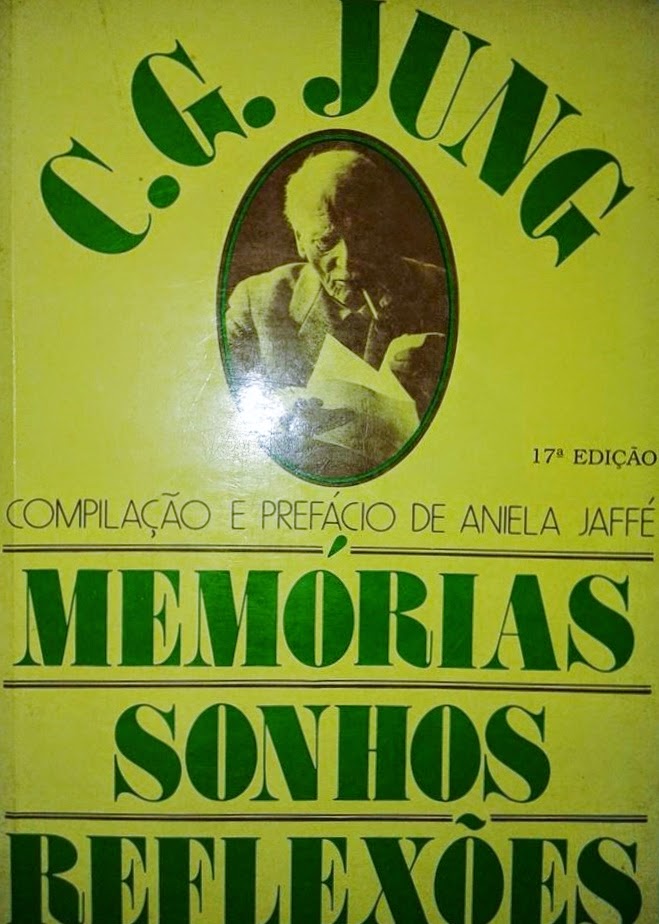 C.G. JUNG
17ª EDIÇÃO
COMPILAÇÃO E PREFÁCIO DE ANIELA JAFFÉ
MEMÓRIAS
SONHOS
REFLEXÕES